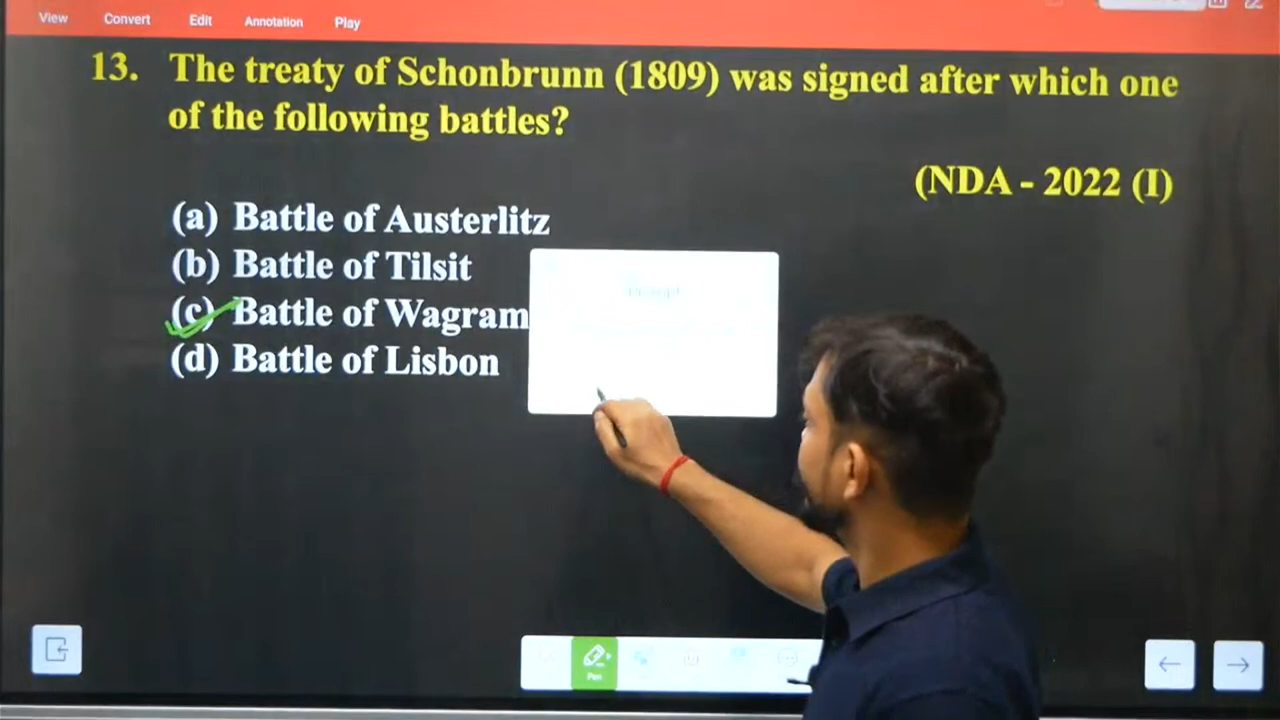 View Convert Edit Annotation Play
13. The treaty of Schonbrunn (1809) was signed after which one
of the following battles?
(NDA - 2022 (I)
(a) Battle of Austerlitz
(b) Battle of Tilsit
(c) Battle of Wagram
(d) Battle of Lisbon
Pen